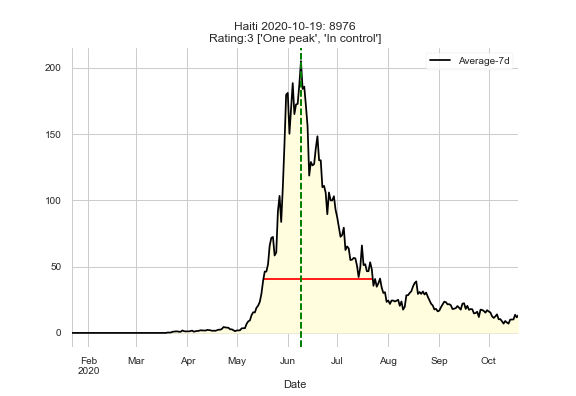 Haiti 2020-10-19: 8976
Rating:3 ['One peak', 'In control']
Average-7d
200
150
100
50
0
Feb Mar Apr May Jun Jul Aug Sep Oct
2020
Date